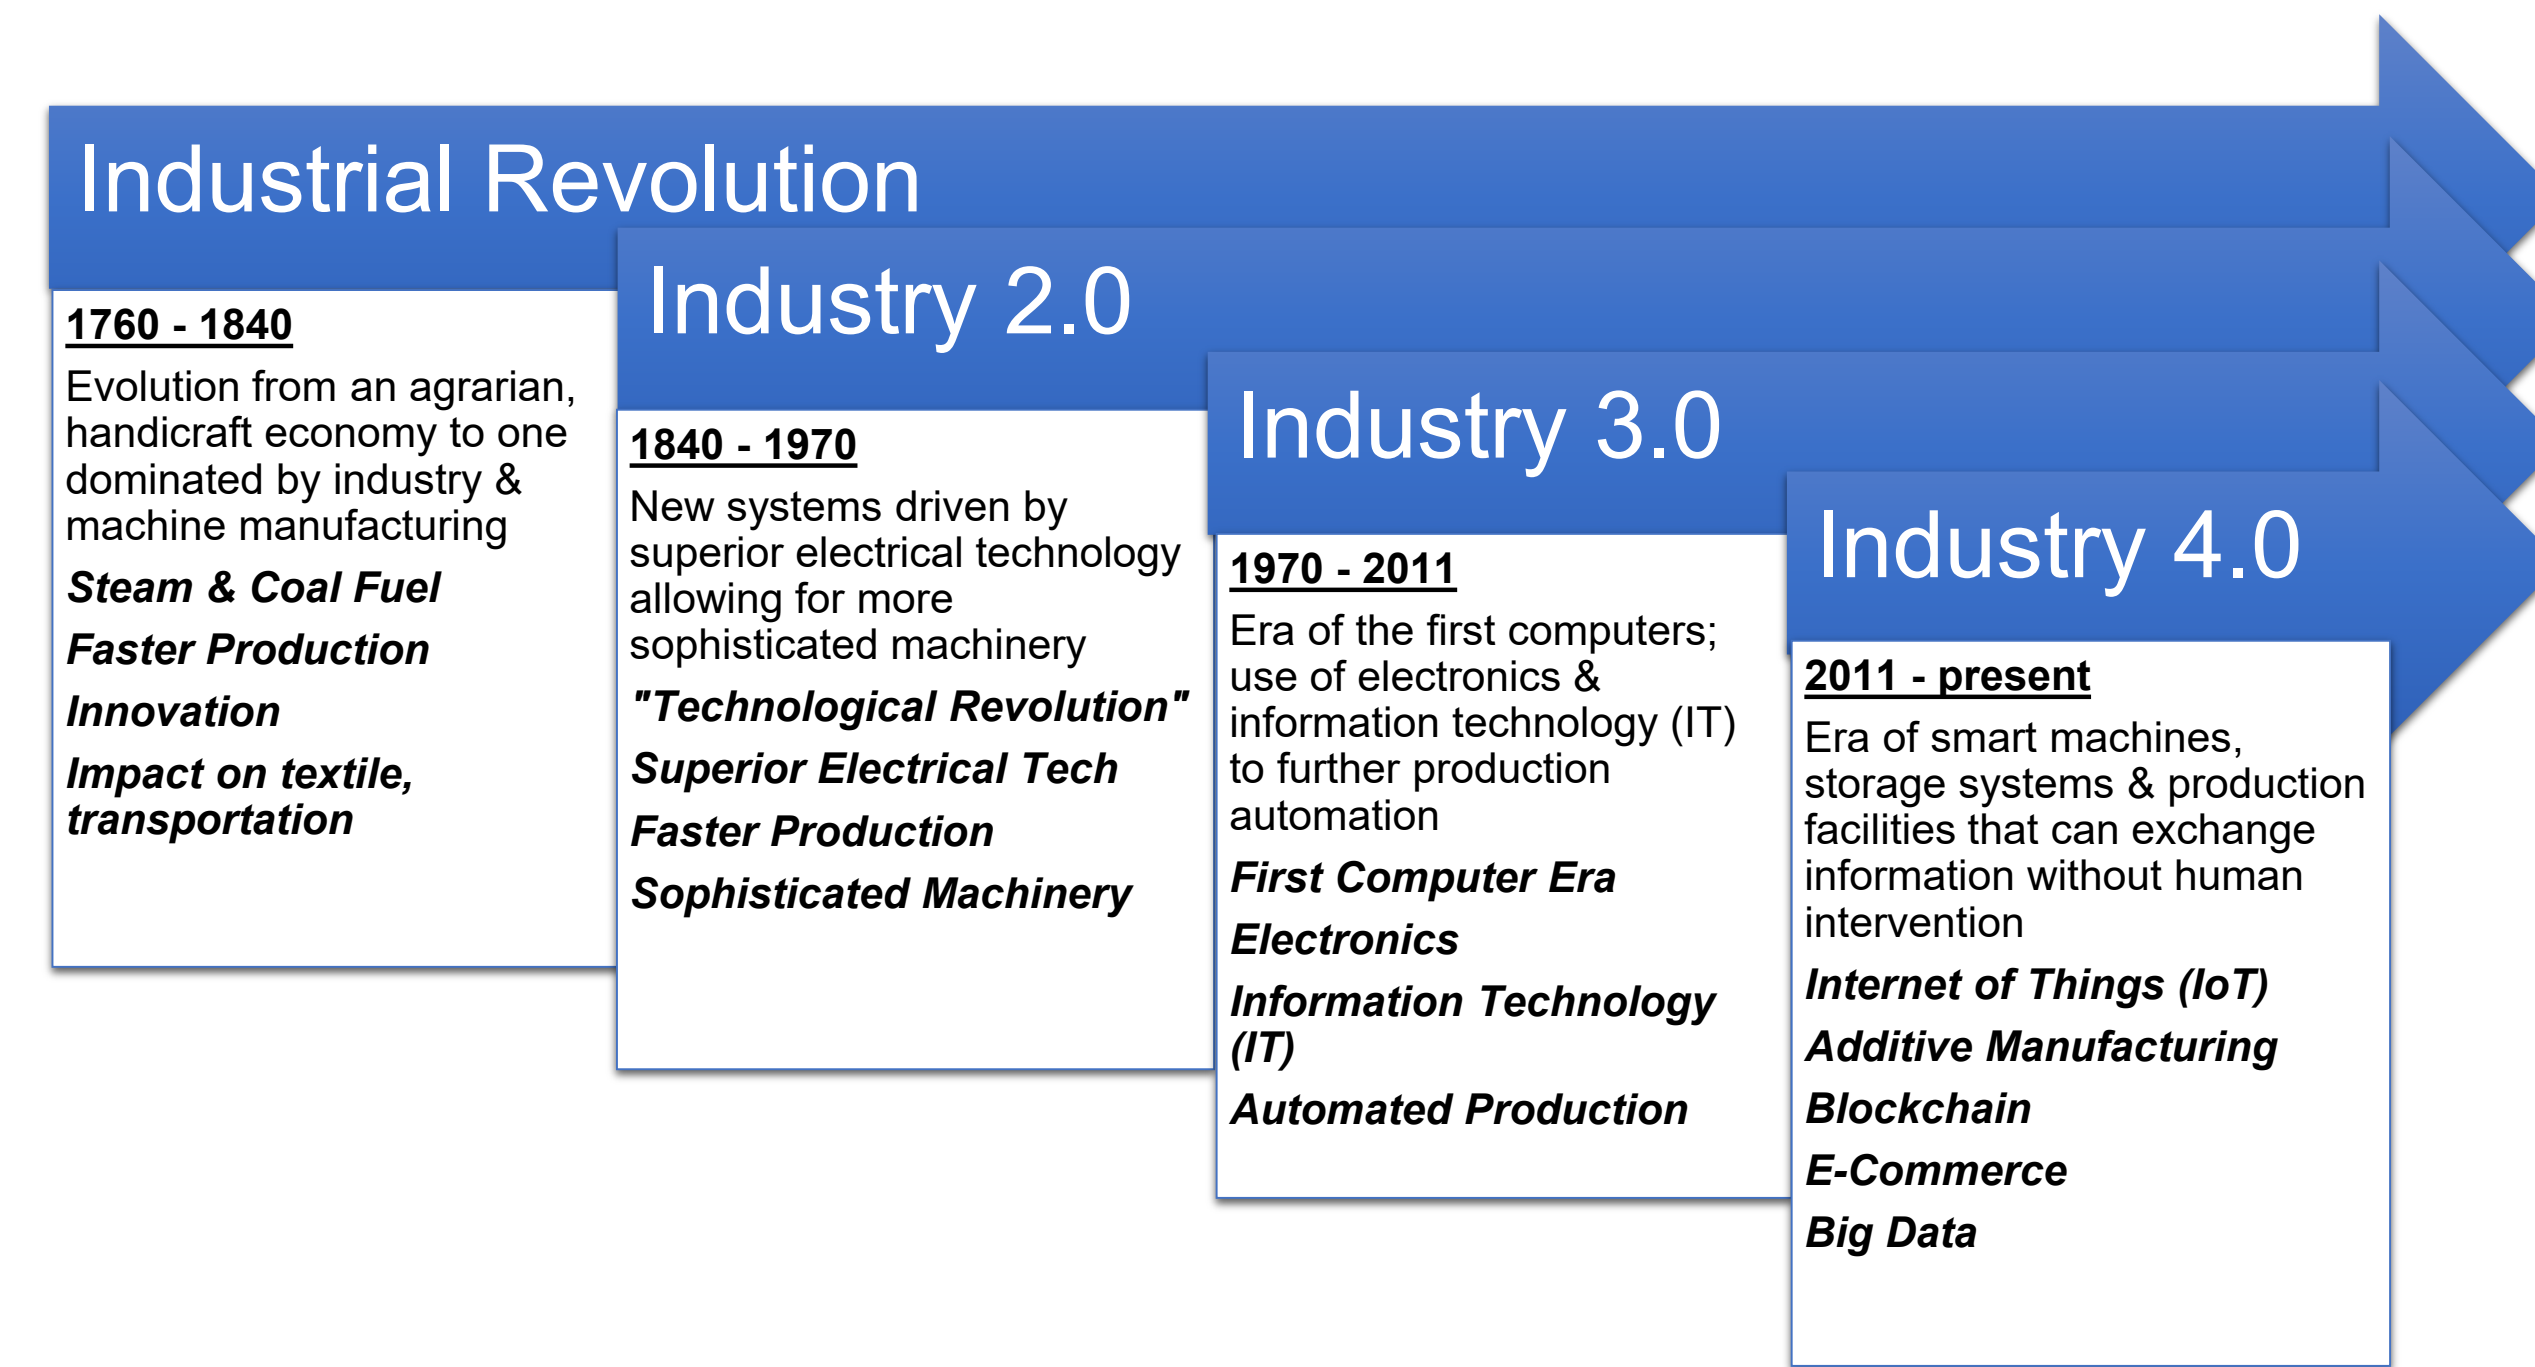 Industrial Revolution
1760 - 1840
Evolution from an agrarian,
handicraft economy to one
dominated by industry &
machine manufacturing
Steam & Coal Fuel
Faster Production
Innovation
Impact on textile,
transportation
Industry 2.0
1840 - 1970
New systems driven by
superior electrical technology
allowing for more
sophisticated machinery
"Technological Revolution"
Superior Electrical Tech
Faster Production
Sophisticated Machinery
Industry 3.0
1970 - 2011
Era of the first computers;
use of electronics &
information technology (IT)
to further production
automation
First Computer Era
Electronics
Information Technology
(IT)
Automated Production
Industry 4.0
2011 - present
Era of smart machines,
storage systems & production
facilities that can exchange
information without human
intervention
Internet of Things (IoT)
Additive Manufacturing
Blockchain
E-Commerce
Big Data